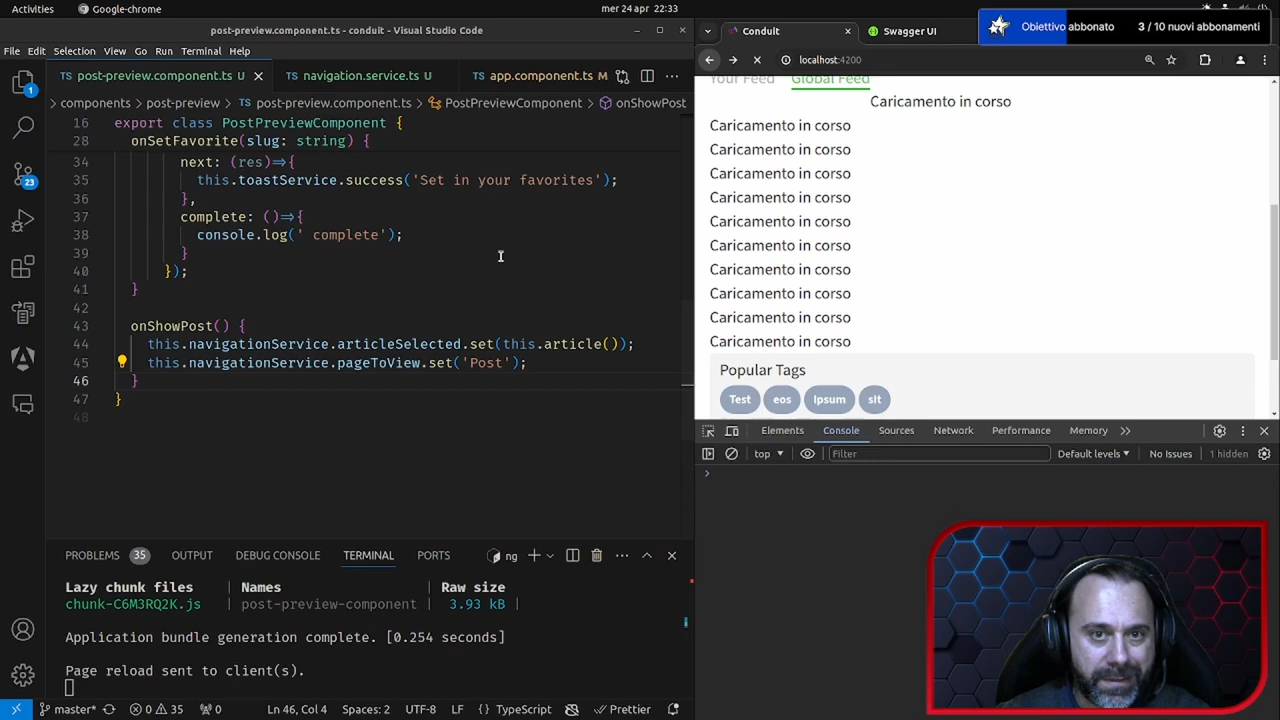 Activities
Google-chrome
mer 24 apr 22:33
Obiettivo abbonato
3 / 10 nuovi abbonamenti
post-preview.component.ts - conduit - Visual Studio Code
File Edit Selection View Go Run Terminal Help
post-preview.component.ts U
navigation.service.ts U
app.component.ts M
components > post-preview > post-preview.component.ts > PostPreviewComponent > onShowPost
16 export class PostPreviewComponent {
28 onSetFavorite(slug: string) {
34 next: (res)=>{
35 this.toastService.success('Set in your favorites');
36 },
37 complete: ()=>{
38 console.log(' complete');
39 }
40 });
41 }
42
43 onShowPost() {
44 this.navigationService.articleSelected.set(this.article());
45 this.navigationService.pageToView.set('Post');
46 }
47 }
48
PROBLEMS 35 OUTPUT DEBUG CONSOLE TERMINAL PORTS
ng
Lazy chunk files | Names | Raw size
chunk-C6M3RQ2K.js | post-preview-component | 3.93 kB |
Application bundle generation complete. [0.254 seconds]
Page reload sent to client(s).
1
23
master* 0 35 0 Ln 46, Col 4 Spaces: 2 UTF-8 LF {} TypeScript Prettier
Conduit
Swagger UI
localhost:4200
Your Feed Global Feed
Caricamento in corso
Caricamento in corso
Caricamento in corso
Caricamento in corso
Caricamento in corso
Caricamento in corso
Caricamento in corso
Caricamento in corso
Caricamento in corso
Caricamento in corso
Caricamento in corso
Popular Tags
Test eos Ipsum sit
Elements Console Sources Network Performance Memory
top Filter Default levels No Issues 1 hidden